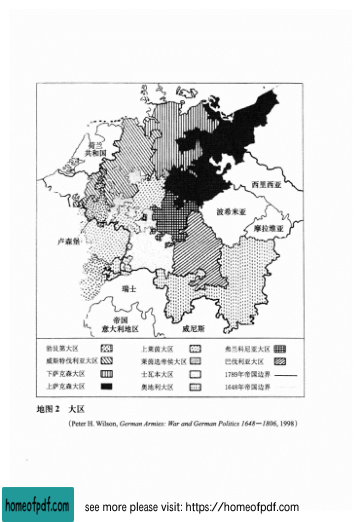 荷兰
共和国
西里西亚
波希米亚
摩拉维亚
卢森堡
瑞士
帝国
意大利地区
威尼斯
勃艮第大区 上莱茵大区 弗兰科尼亚大区
威斯特伐利亚大区 莱茵选帝侯大区 巴伐利亚大区
下萨克森大区 士瓦本大区 1789年帝国边界
上萨克森大区 奥地利大区 1648年帝国边界
地图 2 大区
(Peter H. Wilson, German Armies: War and German Politics 1648—1806, 1998)
homeofpdf.com see more please visit: https://homeofpdf.com